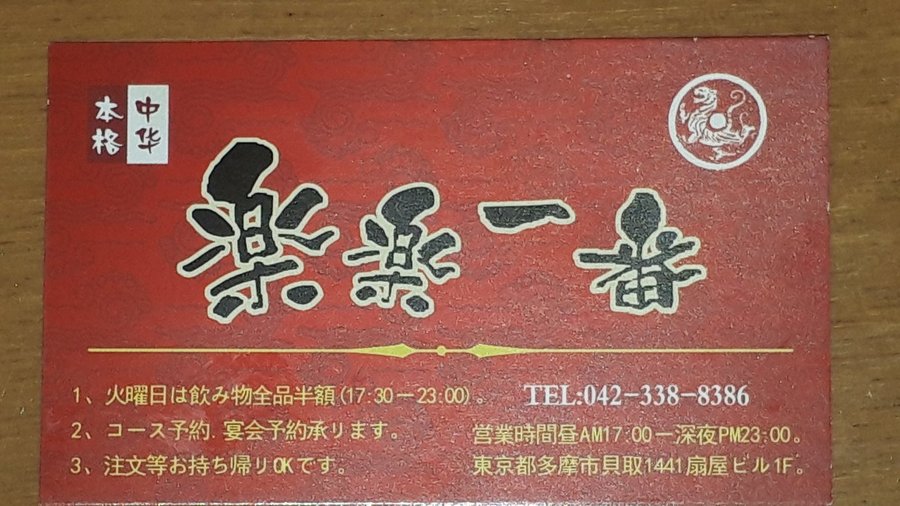 本格
中华
楽楽一番
1、火曜日は飲み物全品半額(17:30ー23:00)。
TEL:042-338-8386
2、コース予約.宴会予約承ります。
営業時間昼AM17:00ー深夜PM23:00。
3、注文等お持ち帰りOKです。
東京都多摩市貝取1441扇屋ビル1F。